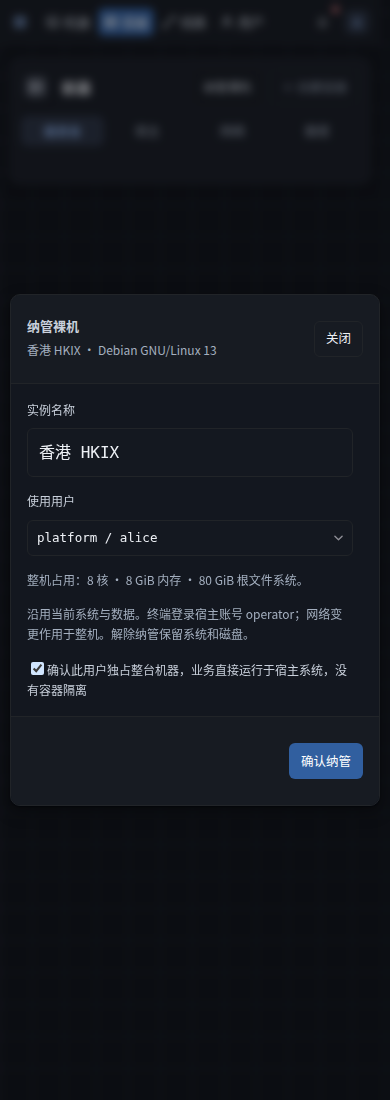 纳管裸机
香港 HKIX · Debian GNU/Linux 13
关闭
实例名称
香港 HKIX
使用用户
platform / alice
整机占用：8 核 · 8 GiB 内存 · 80 GiB 根文件系统。
沿用当前系统与数据。终端登录宿主账号 operator；网络变
更作用于整机。解除纳管保留系统和磁盘。
确认此用户独占整台机器，业务直接运行于宿主系统，没
有容器隔离
确认纳管